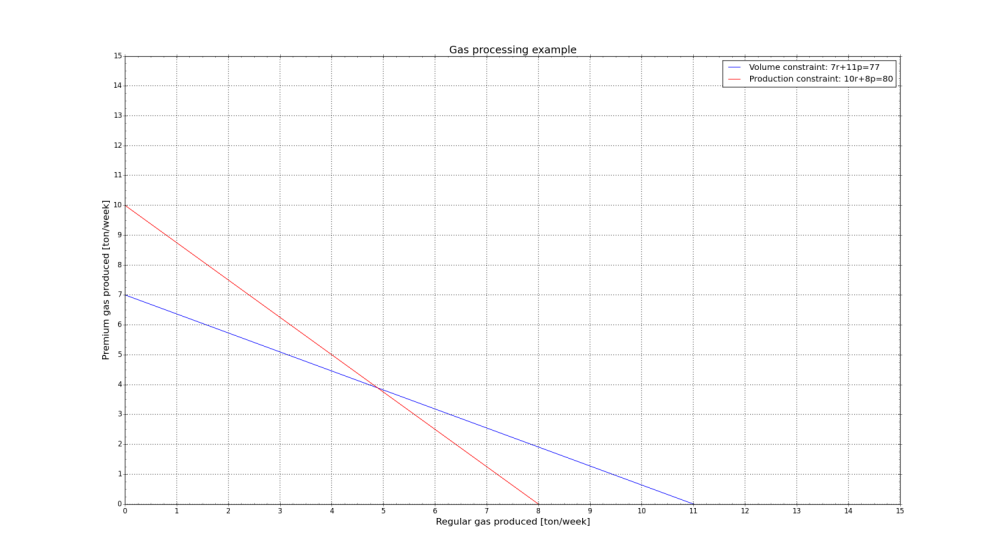 Gas processing example
Volume constraint: 7r+11p=77
Production constraint: 10r+8p=80
Premium gas produced [ton/week]
15
14
13
12
11
10
9
8
7
6
5
4
3
2
1
0
0 1 2 3 4 5 6 7 8 9 10 11 12 13 14 15
Regular gas produced [ton/week]